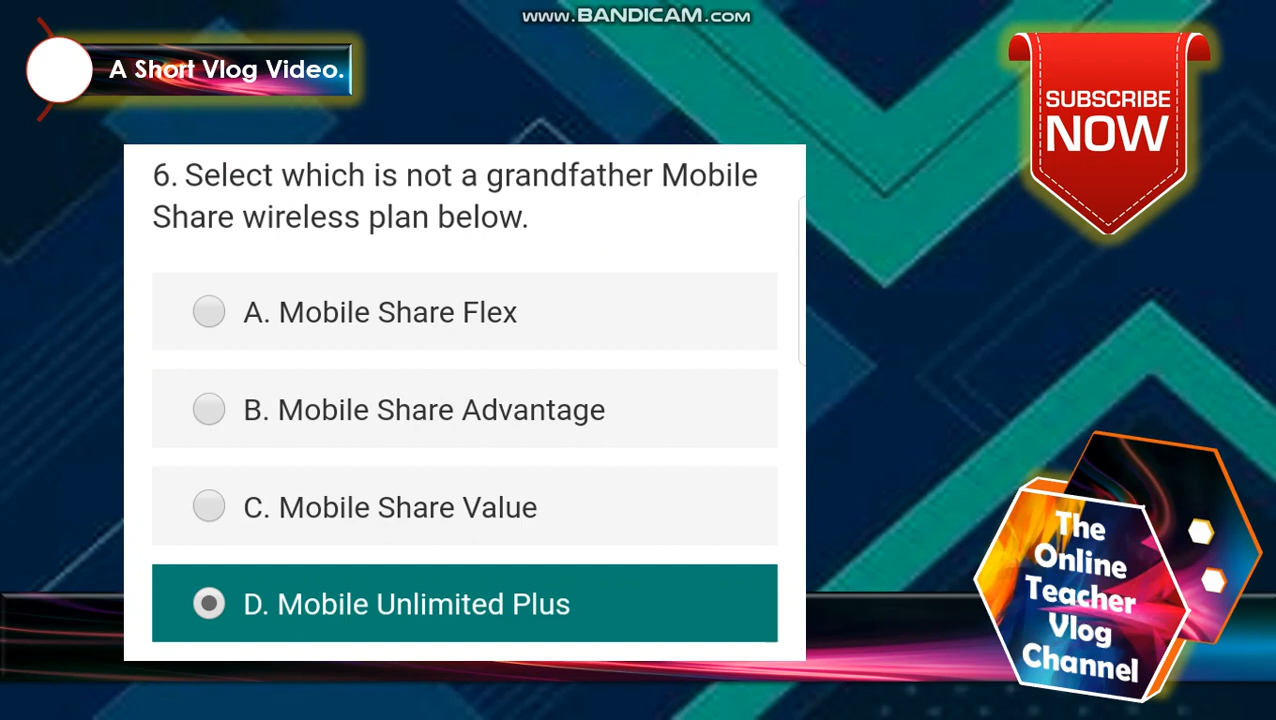 www.BANDICAM.com
A Short Vlog Video.
SUBSCRIBE
NOW
6. Select which is not a grandfather Mobile
Share wireless plan below.
A. Mobile Share Flex
B. Mobile Share Advantage
C. Mobile Share Value
D. Mobile Unlimited Plus
The
Online
Teacher
Vlog
Channel